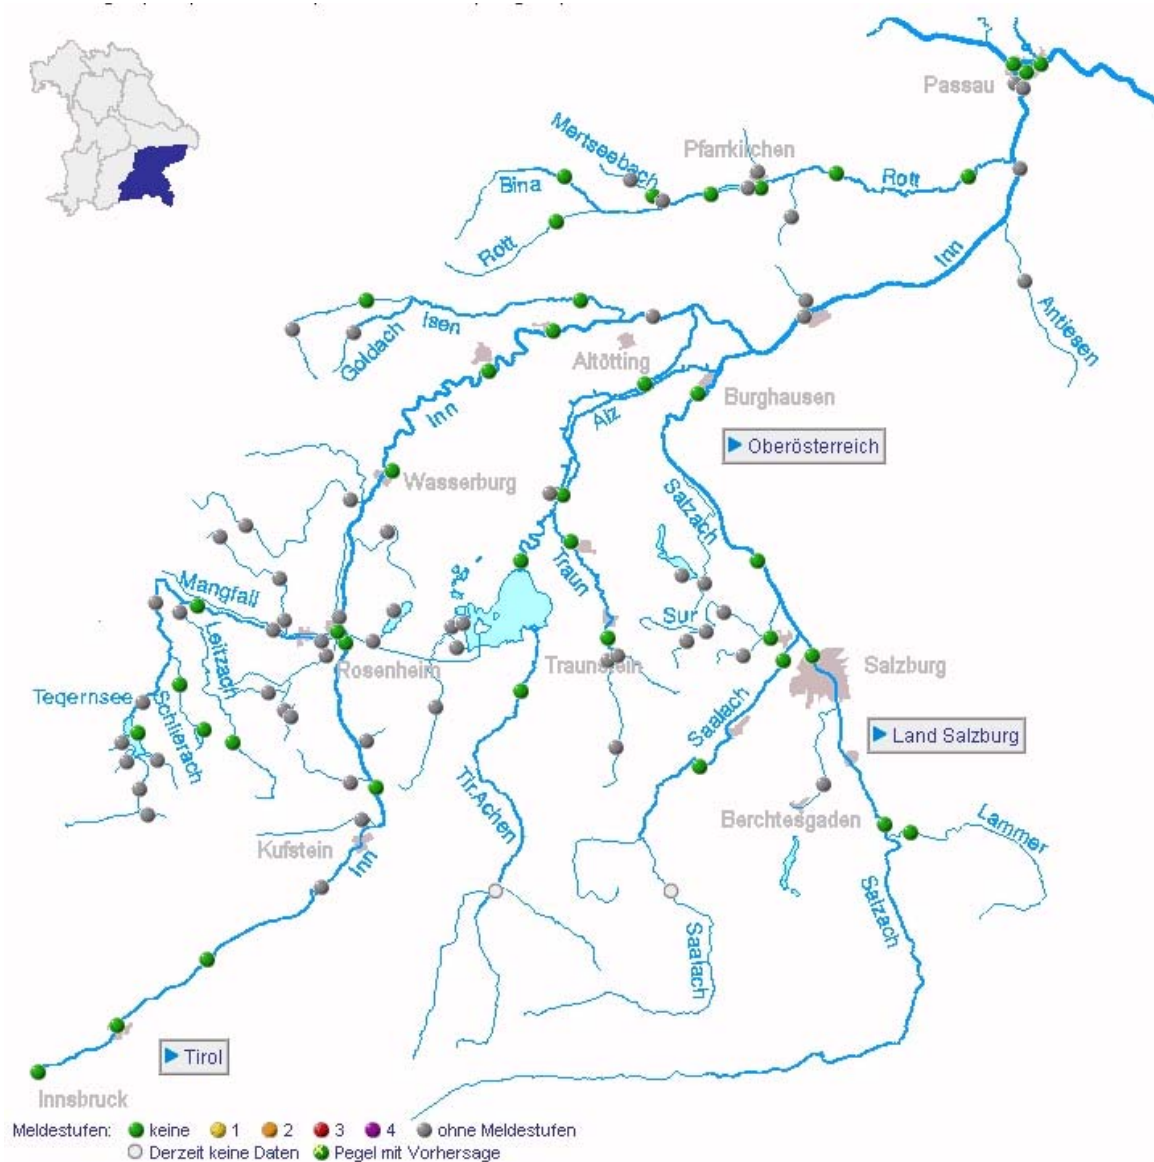 Passau
Mertseebach
Pfarrkirchen
Bina
Rott
Rott
Inn
Antiesen
Isen
Goldach
Altötting
Inn
Alz
Burghausen
Oberösterreich
Wasserburg
Salzach
Mangfall
Traun
Sur
Leitzach
Rosenheim
Traunstein
Salzburg
Tegernsee
Schlierach
Saalach
Land Salzburg
Tir.Achen
Berchtesgaden
Lammer
Kufstein
Inn
Salzach
Saalach
Tirol
Innsbruck
Meldestufen: keine 1 2 3 4 ohne Meldestufen
Derzeit keine Daten Pegel mit Vorhersage